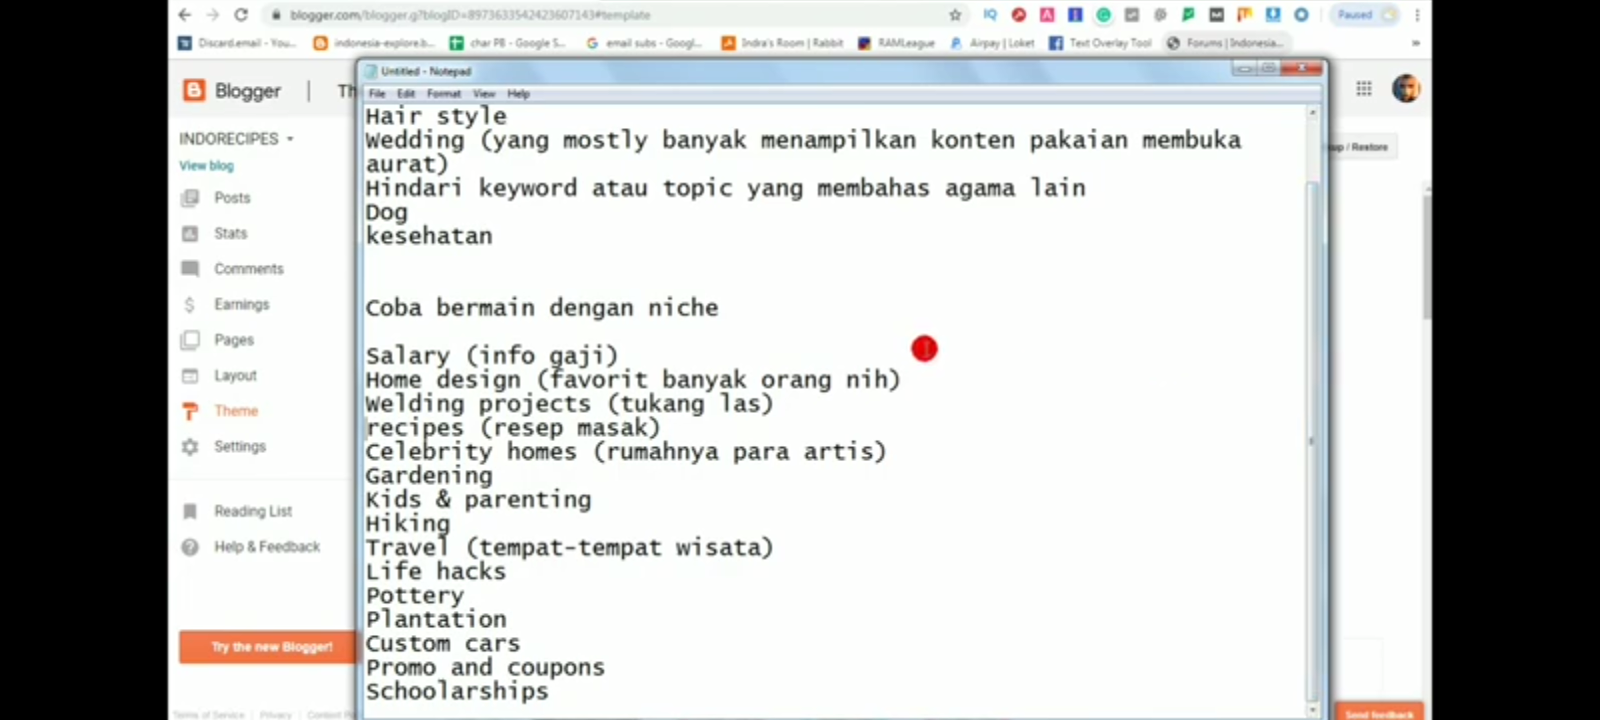 blogger.com/blogger.g?blogID=8973633542423607143#template
Paused
Discard.email - You...
indonesia-explore.b...
char PB - Google S...
email subs - Googl...
Indra's Room | Rabbit
RAMLeague
Airpay | Loket
Text Overlay Tool
Forums | Indonesia...
Untitled - Notepad
File Edit Format View Help
Blogger
Th
INDORECIPES
View blog
Posts
Stats
Comments
Earnings
Pages
Layout
Theme
Settings
Reading List
Help & Feedback
Try the new Blogger!
Terms of Service | Privacy | Content
up / Restore
Hair style
Wedding (yang mostly banyak menampilkan konten pakaian membuka
aurat)
Hindari keyword atau topic yang membahas agama lain
Dog
kesehatan
Coba bermain dengan niche
Salary (info gaji)
Home design (favorit banyak orang nih)
Welding projects (tukang las)
recipes (resep masak)
Celebrity homes (rumahnya para artis)
Gardening
Kids & parenting
Hiking
Travel (tempat-tempat wisata)
Life hacks
Pottery
Plantation
Custom cars
Promo and coupons
Schoolarships
Send feedback